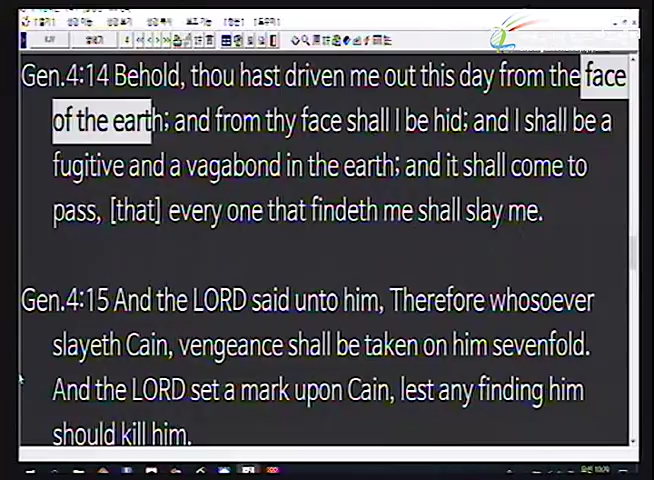 KJV
Gen.4:14 Behold, thou hast driven me out this day from the face
of the earth; and from thy face shall I be hid; and I shall be a
fugitive and a vagabond in the earth; and it shall come to
pass, [that] every one that findeth me shall slay me.
Gen.4:15 And the LORD said unto him, Therefore whosoever
slayeth Cain, vengeance shall be taken on him sevenfold.
And the LORD set a mark upon Cain, lest any finding him
should kill him.